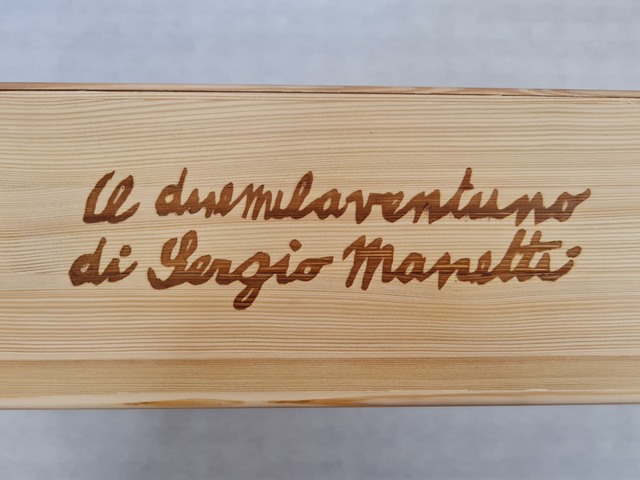 Il duemilaventuno
di Sergio Manetti